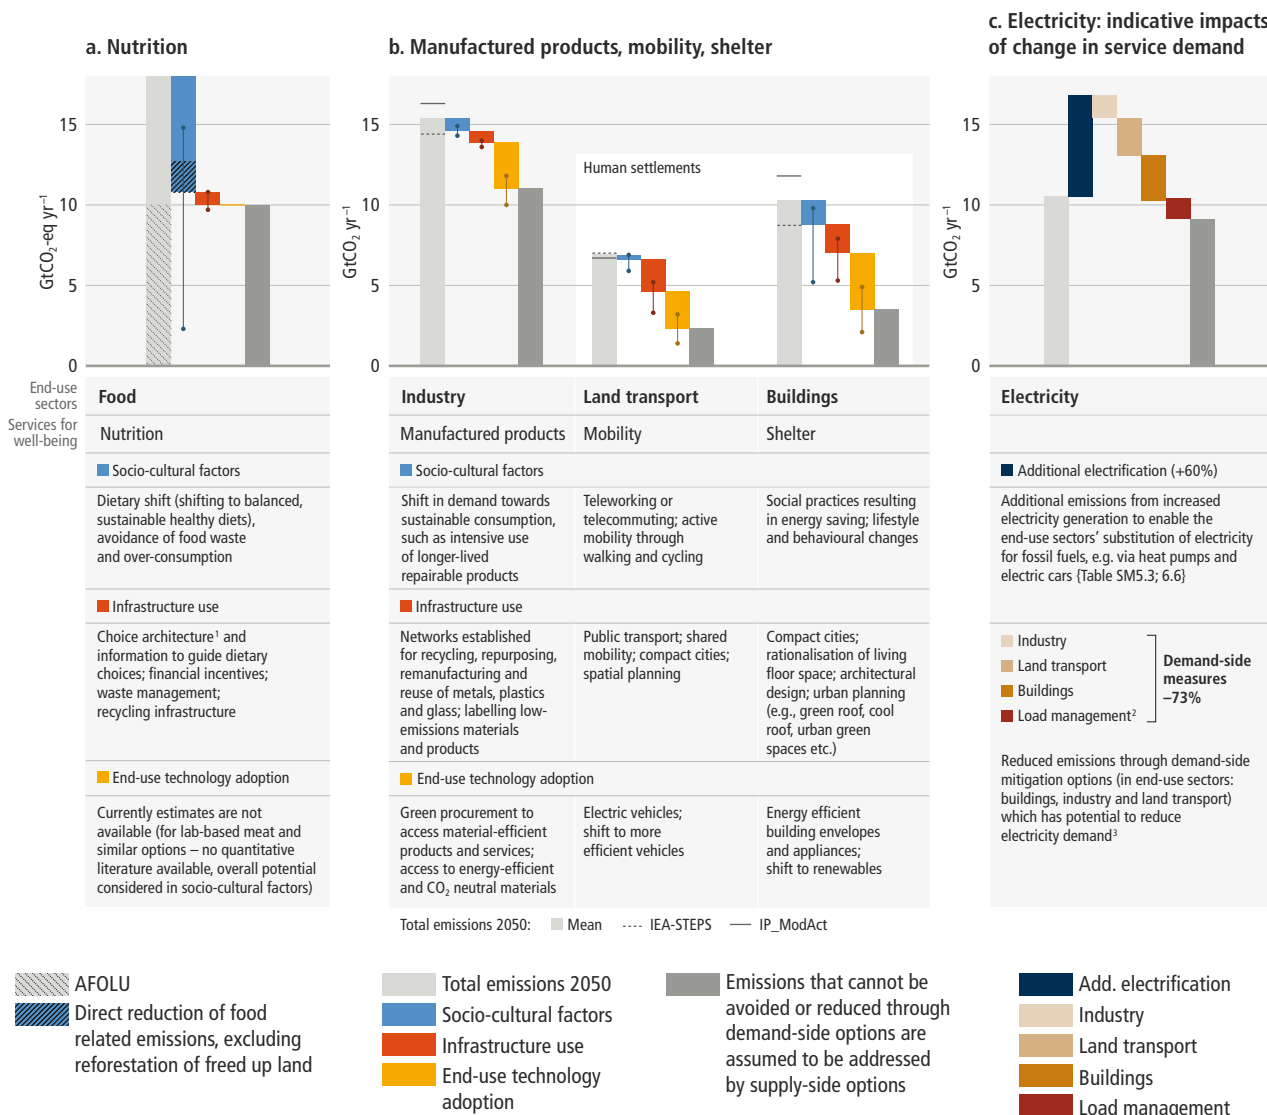 a. Nutrition
b. Manufactured products, mobility, shelter
c. Electricity: indicative impacts
of change in service demand
GtCO₂-eq yr⁻¹
15
10
5
0
GtCO₂ yr⁻¹
15
10
5
0
Human settlements
GtCO₂ yr⁻¹
15
10
5
0
End-use
sectors
Food
Industry
Land transport
Buildings
Electricity
Services for
well-being
Nutrition
Manufactured products
Mobility
Shelter
Socio-cultural factors
Socio-cultural factors
Additional electrification (+60%)
Dietary shift (shifting to balanced,
sustainable healthy diets),
avoidance of food waste
and over-consumption
Shift in demand towards
sustainable consumption,
such as intensive use
of longer-lived
repairable products
Teleworking or
telecommuting; active
mobility through
walking and cycling
Social practices resulting
in energy saving; lifestyle
and behavioural changes
Additional emissions from increased
electricity generation to enable the
end-use sectors' substitution of electricity
for fossil fuels, e.g. via heat pumps and
electric cars {Table SM5.3; 6.6}
Infrastructure use
Infrastructure use
Choice architecture¹ and
information to guide dietary
choices; financial incentives;
waste management;
recycling infrastructure
Networks established
for recycling, repurposing,
remanufacturing and
reuse of metals, plastics
and glass; labelling low-
emissions materials
and products
Public transport; shared
mobility; compact cities;
spatial planning
Compact cities;
rationalisation of living
floor space; architectural
design; urban planning
(e.g., green roof, cool
roof, urban green
spaces etc.)
Industry
Land transport
Buildings
Load management²
Demand-side
measures
–73%
Reduced emissions through demand-side
mitigation options (in end-use sectors:
buildings, industry and land transport)
which has potential to reduce
electricity demand³
End-use technology adoption
End-use technology adoption
Currently estimates are not
available (for lab-based meat and
similar options – no quantitative
literature available, overall potential
considered in socio-cultural factors)
Green procurement to
access material-efficient
products and services;
access to energy-efficient
and CO₂ neutral materials
Electric vehicles;
shift to more
efficient vehicles
Energy efficient
building envelopes
and appliances;
shift to renewables
Total emissions 2050:
Mean
IEA-STEPS
IP_ModAct
AFOLU
Direct reduction of food
related emissions, excluding
reforestation of freed up land
Total emissions 2050
Socio-cultural factors
Infrastructure use
End-use technology
adoption
Emissions that cannot be
avoided or reduced through
demand-side options are
assumed to be addressed
by supply-side options
Add. electrification
Industry
Land transport
Buildings
Load management